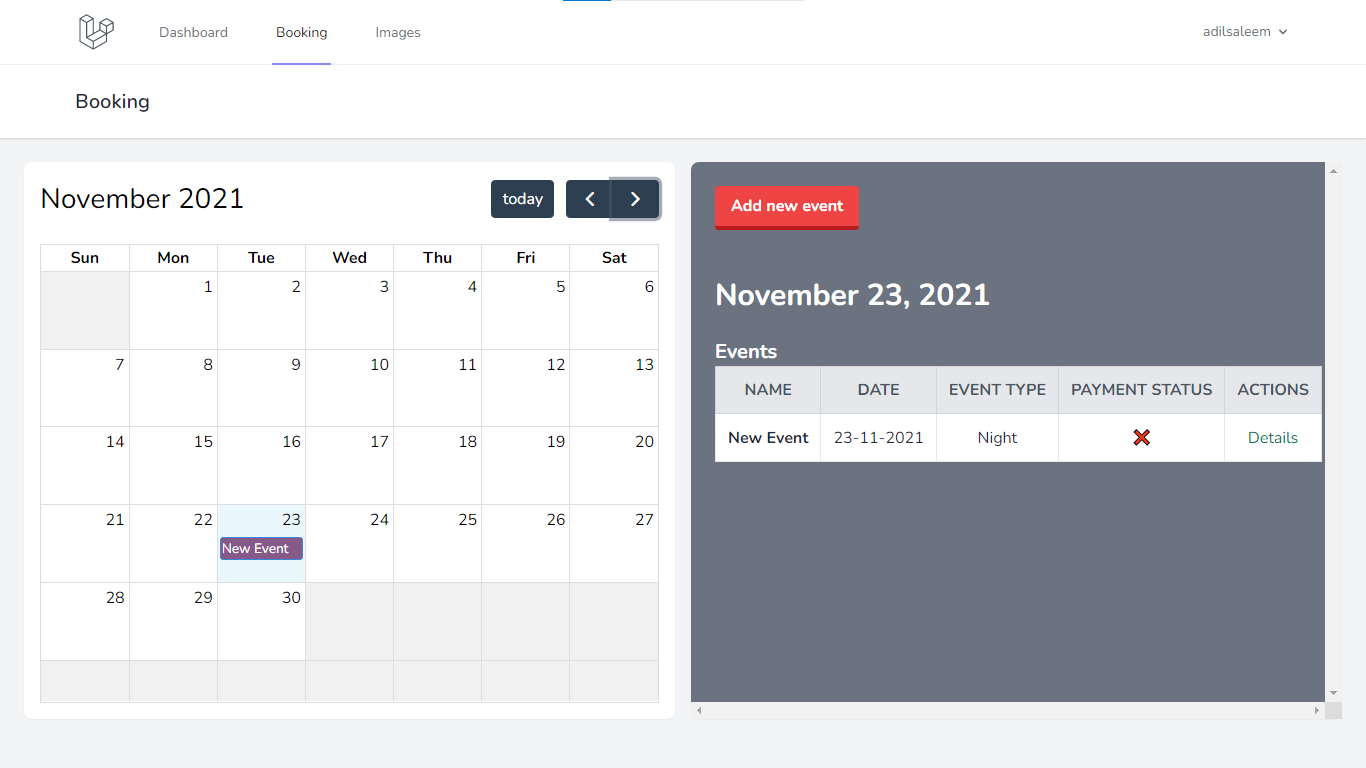 Dashboard Booking Images adilsaleem
Booking
November 2021 today
Sun Mon Tue Wed Thu Fri Sat
1 2 3 4 5 6
7 8 9 10 11 12 13
14 15 16 17 18 19 20
21 22 23 24 25 26 27
New Event
28 29 30
Add new event
November 23, 2021
Events
NAME DATE EVENT TYPE PAYMENT STATUS ACTIONS
New Event 23-11-2021 Night Details